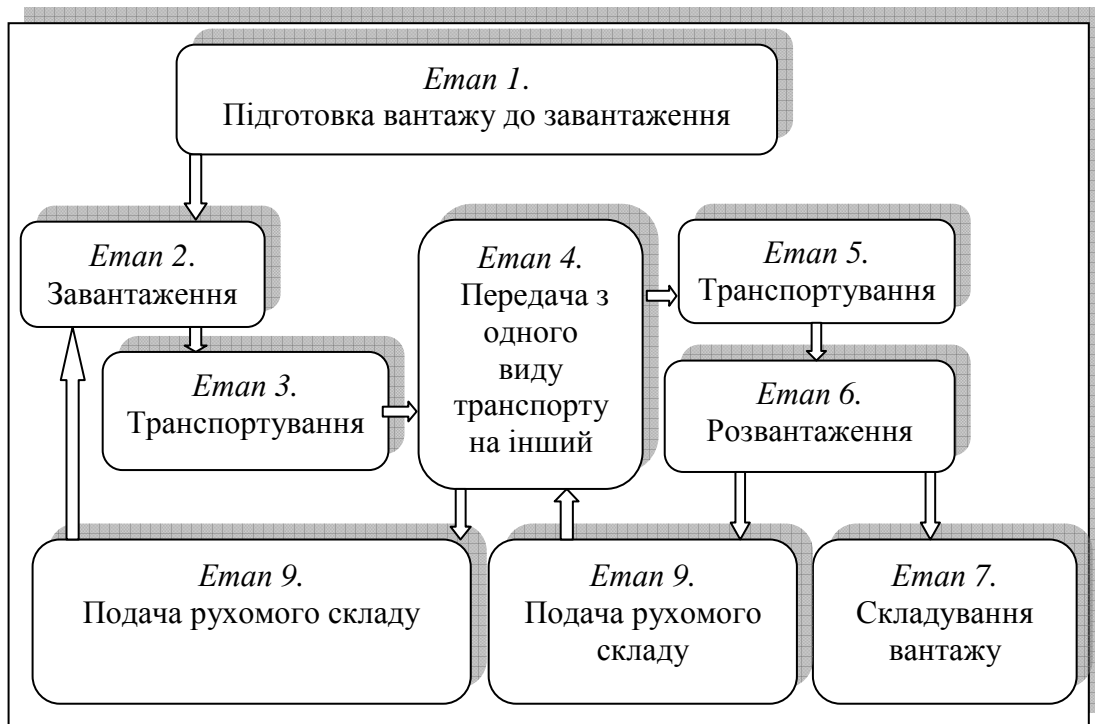 Етап 1.
Підготовка вантажу до завантаження
Етап 2.
Завантаження
Етап 3.
Транспортування
Етап 4.
Передача з
одного
виду
транспорту
на інший
Етап 5.
Транспортування
Етап 6.
Розвантаження
Етап 9.
Подача рухомого складу
Етап 9.
Подача рухомого
складу
Етап 7.
Складування
вантажу